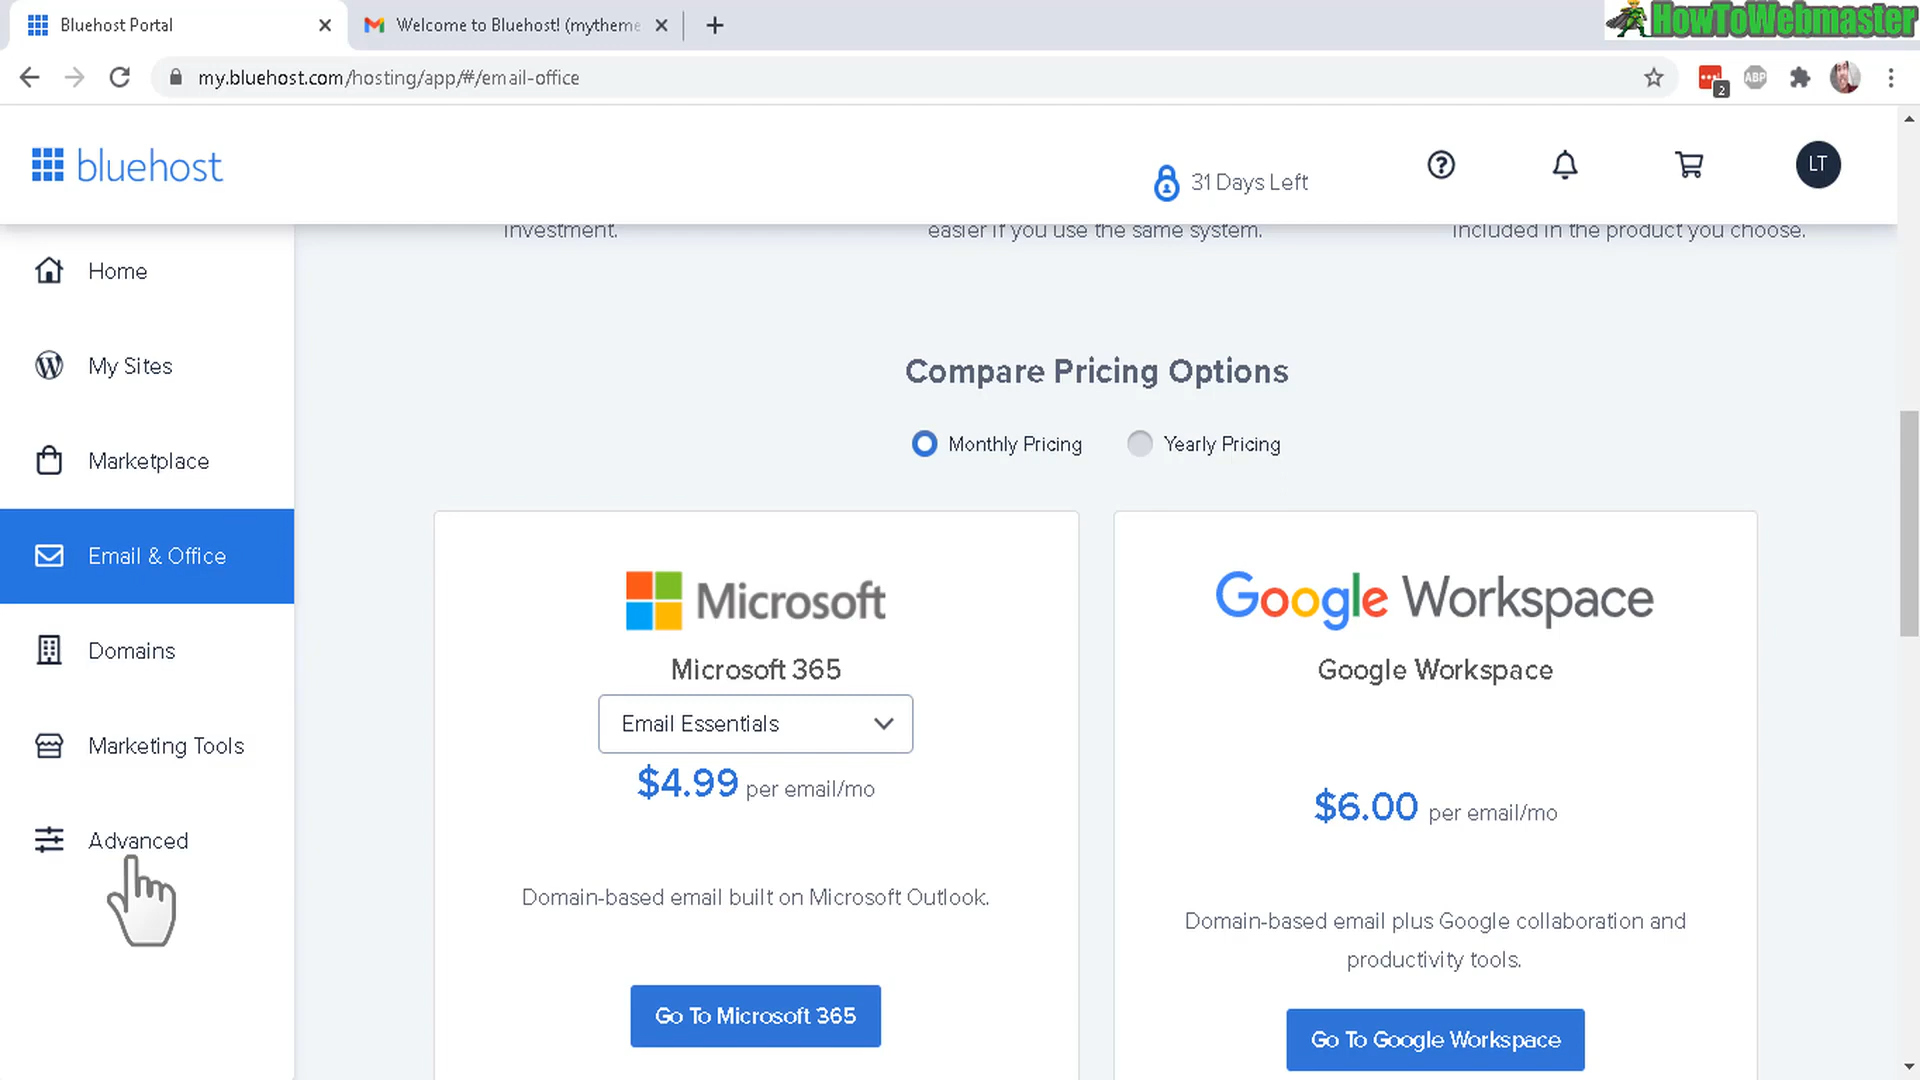 Bluehost Portal
Welcome to Bluehost! (mytheme
HowToWebmaster
my.bluehost.com/hosting/app/#/email-office
2
ABP
bluehost
31 Days Left
LT
investment.
easier if you use the same system.
included in the product you choose.
Home
My Sites
Marketplace
Email & Office
Domains
Marketing Tools
Advanced
Compare Pricing Options
Monthly Pricing
Yearly Pricing
Microsoft
Microsoft 365
Email Essentials
$4.99 per email/mo
Domain-based email built on Microsoft Outlook.
Go To Microsoft 365
Google Workspace
Google Workspace
$6.00 per email/mo
Domain-based email plus Google collaboration and
productivity tools.
Go To Google Workspace